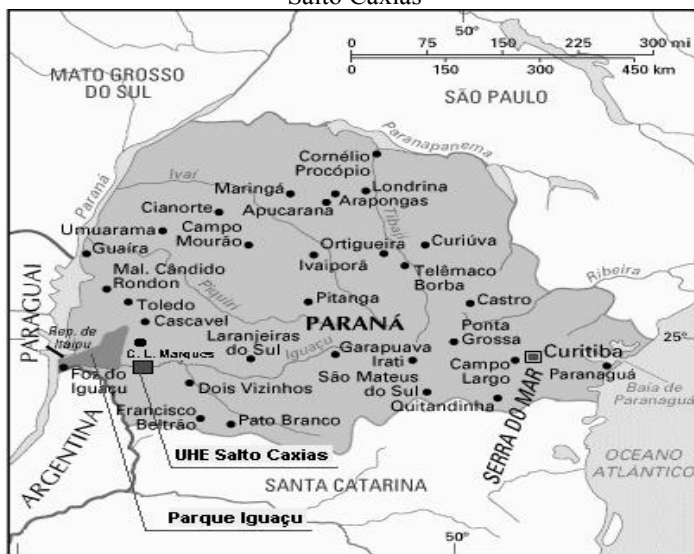 Salto Caxias
50°
0 75 150 225 300 mi
0 150 300 450 km
MATO GROSSO
DO SUL
SÃO PAULO
Paranapanema
Cornélio
Procópio
Ivaí
Paraná
Maringá
Londrina
Arapongas
Apucarana
Cianorte
Tibaji
Umuarama
Campo
Mourão
Guaíra
Ortigueira
Curiúva
Ivaiporã
Telêmaco
Borba
Ribeira
Mal. Cândido
Rondon
Piquiri
Toledo
Pitanga
Castro
PARAGUAI
Cascavel
PARANÁ
Rep. de
Itaipu
Laranjeiras
do Sul
Iguaçu
Ponta
Grossa
25°
C. L. Marques
Garapuava
Irati
Curitiba
Campo
Largo
Paranaguá
Foz do
Iguaçu
Dois Vizinhos
São Mateus
do Sul
Baía de
Paranaguá
Quitandinha
SERRA DO MAR
Francisco
Beltrão
Pato Branco
ARGENTINA
UHE Salto Caxias
OCEANO
ATLÂNTICO
SANTA CATARINA
Parque Iguaçu
50°